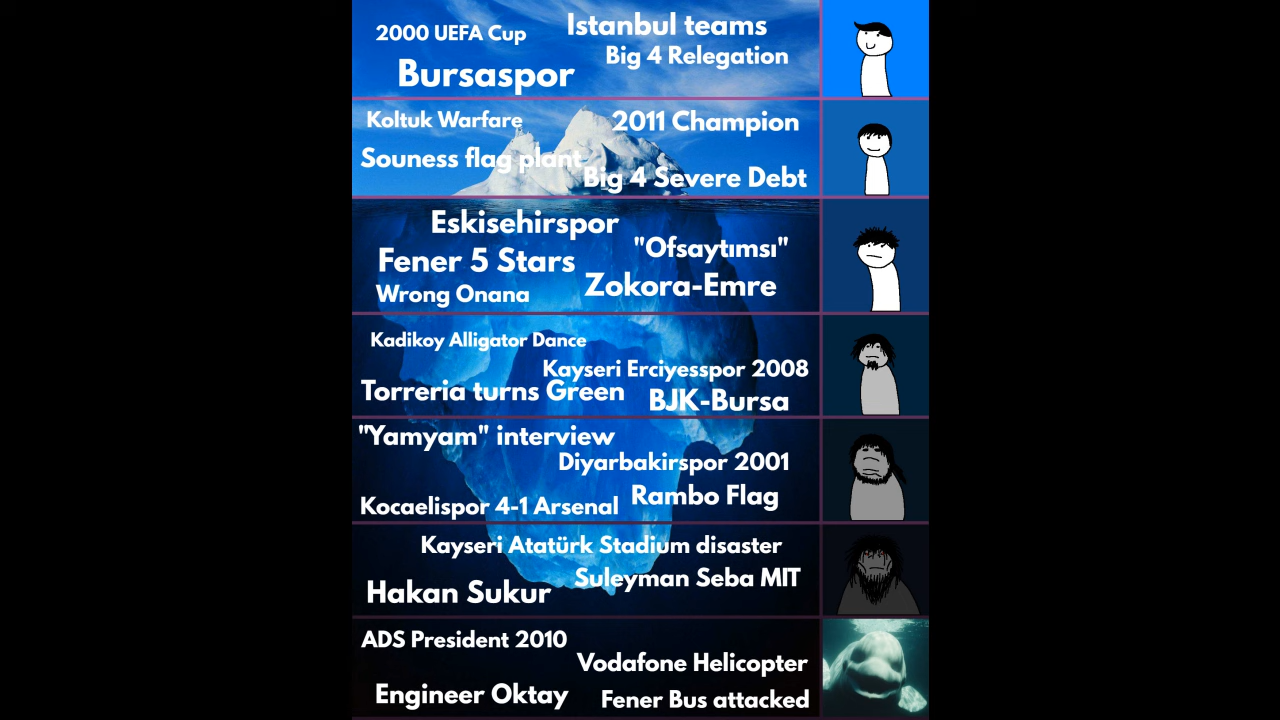 2000 UEFA Cup
Istanbul teams
Big 4 Relegation
Bursaspor
Koltuk Warfare
2011 Champion
Souness flag plant
Big 4 Severe Debt
Eskisehirspor
"Ofsaytımsı"
Fener 5 Stars
Zokora-Emre
Wrong Onana
Kadikoy Alligator Dance
Kayseri Erciyesspor 2008
Torreria turns Green
BJK-Bursa
"Yamyam" interview
Diyarbakirspor 2001
Rambo Flag
Kocaelispor 4-1 Arsenal
Kayseri Atatürk Stadium disaster
Suleyman Seba MIT
Hakan Sukur
ADS President 2010
Vodafone Helicopter
Engineer Oktay
Fener Bus attacked